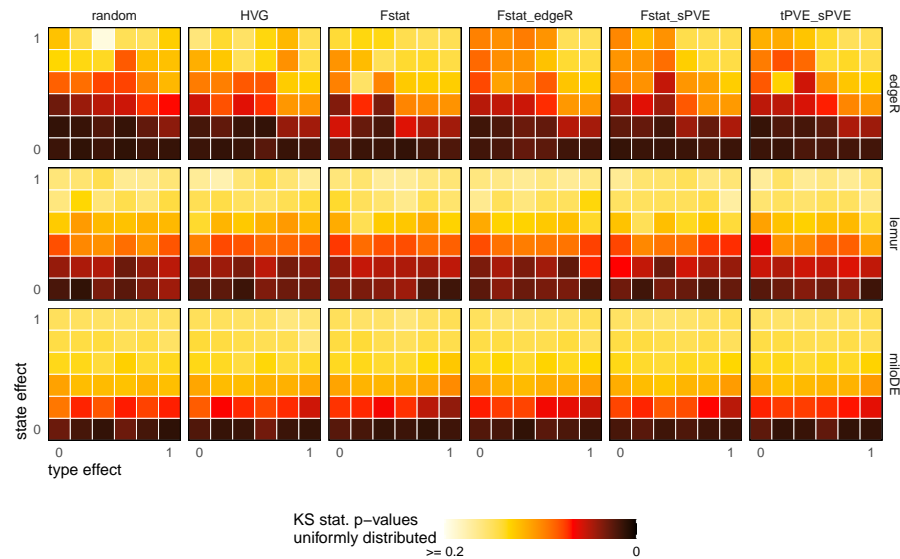 random HVG Fstat Fstat_edgeR Fstat_sPVE tPVE_sPVE
1
0
edgeR
1
0
lemur
1
0
miloDE
state effect
0 1 0 1 0 1 0 1 0 1 0 1
type effect
KS stat. p−values
uniformly distributed
>= 0.2 0